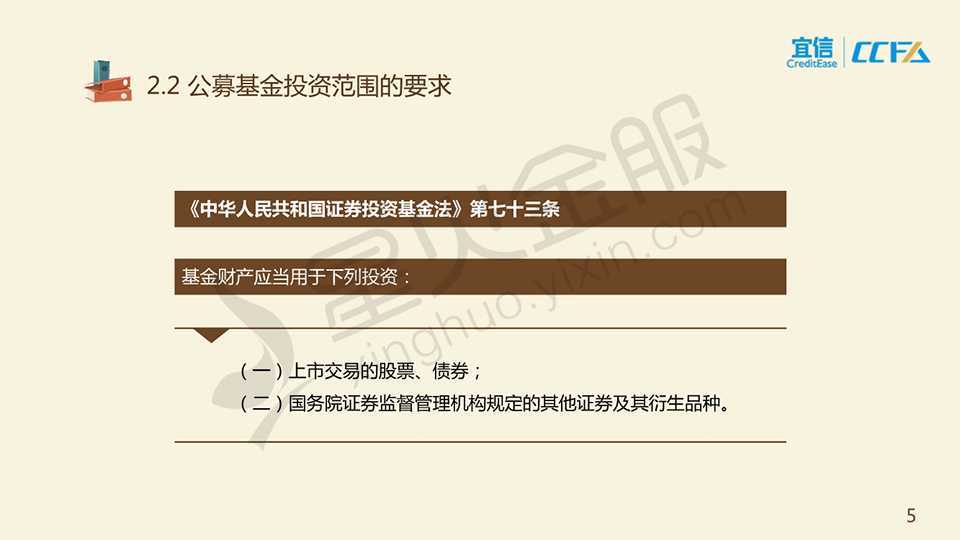 宜信
CreditEase
CCFA
2.2 公募基金投资范围的要求
《中华人民共和国证券投资基金法》第七十三条
基金财产应当用于下列投资：
（一）上市交易的股票、债券；
（二）国务院证券监督管理机构规定的其他证券及其衍生品种。
星火金服
xinghuo.yixin.com
5